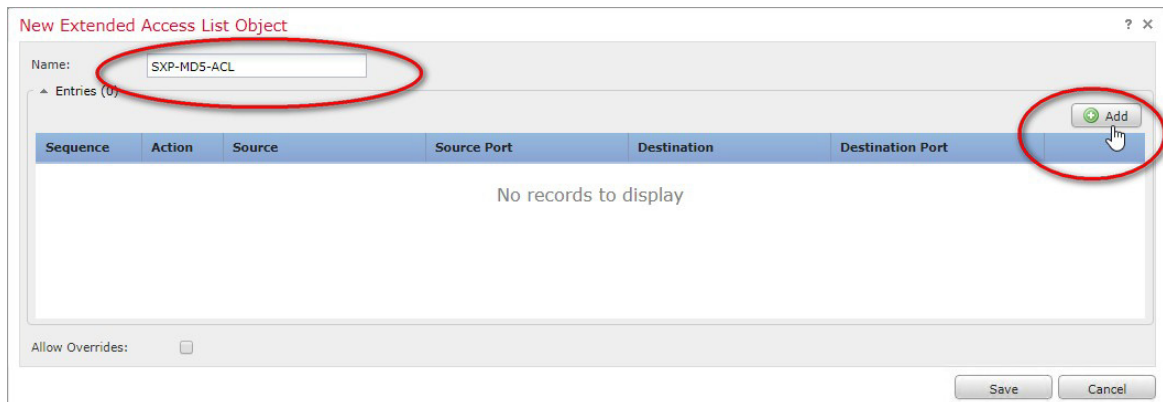 New Extended Access List Object ? ×
Name: SXP-MD5-ACL
Entries (0)
Add
Sequence Action Source Source Port Destination Destination Port
No records to display
Allow Overrides:
Save Cancel